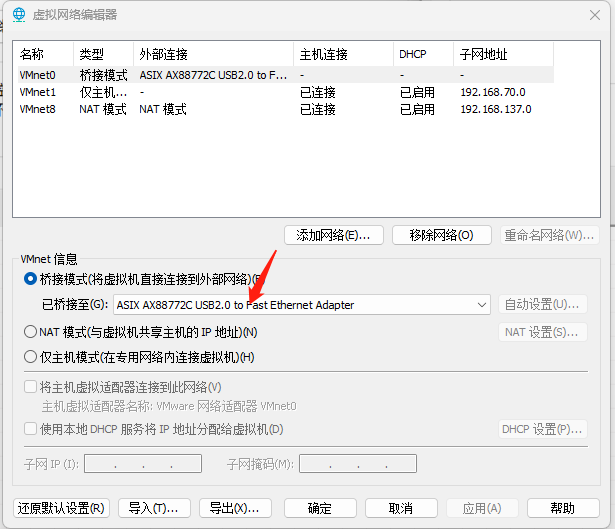 虚拟网络编辑器
名称 类型 外部连接 主机连接 DHCP 子网地址
VMnet0 桥接模式 ASIX AX88772C USB2.0 to F... - - -
VMnet1 仅主机... - 已连接 已启用 192.168.70.0
VMnet8 NAT 模式 NAT 模式 已连接 已启用 192.168.137.0
添加网络(E)... 移除网络(O) 重命名网络(W)...
VMnet 信息
桥接模式(将虚拟机直接连接到外部网络)
已桥接至(G): ASIX AX88772C USB2.0 to Fast Ethernet Adapter 自动设置(U)...
NAT 模式(与虚拟机共享主机的 IP 地址)(N) NAT 设置(S)...
仅主机模式(在专用网络内连接虚拟机)(H)
将主机虚拟适配器连接到此网络(V)
主机虚拟适配器名称: VMware 网络适配器 VMnet0
使用本地 DHCP 服务将 IP 地址分配给虚拟机(D) DHCP 设置(P)...
子网 IP (I): . . . 子网掩码(M): . . .
还原默认设置(R) 导入(T)... 导出(X)... 确定 取消 应用(A) 帮助